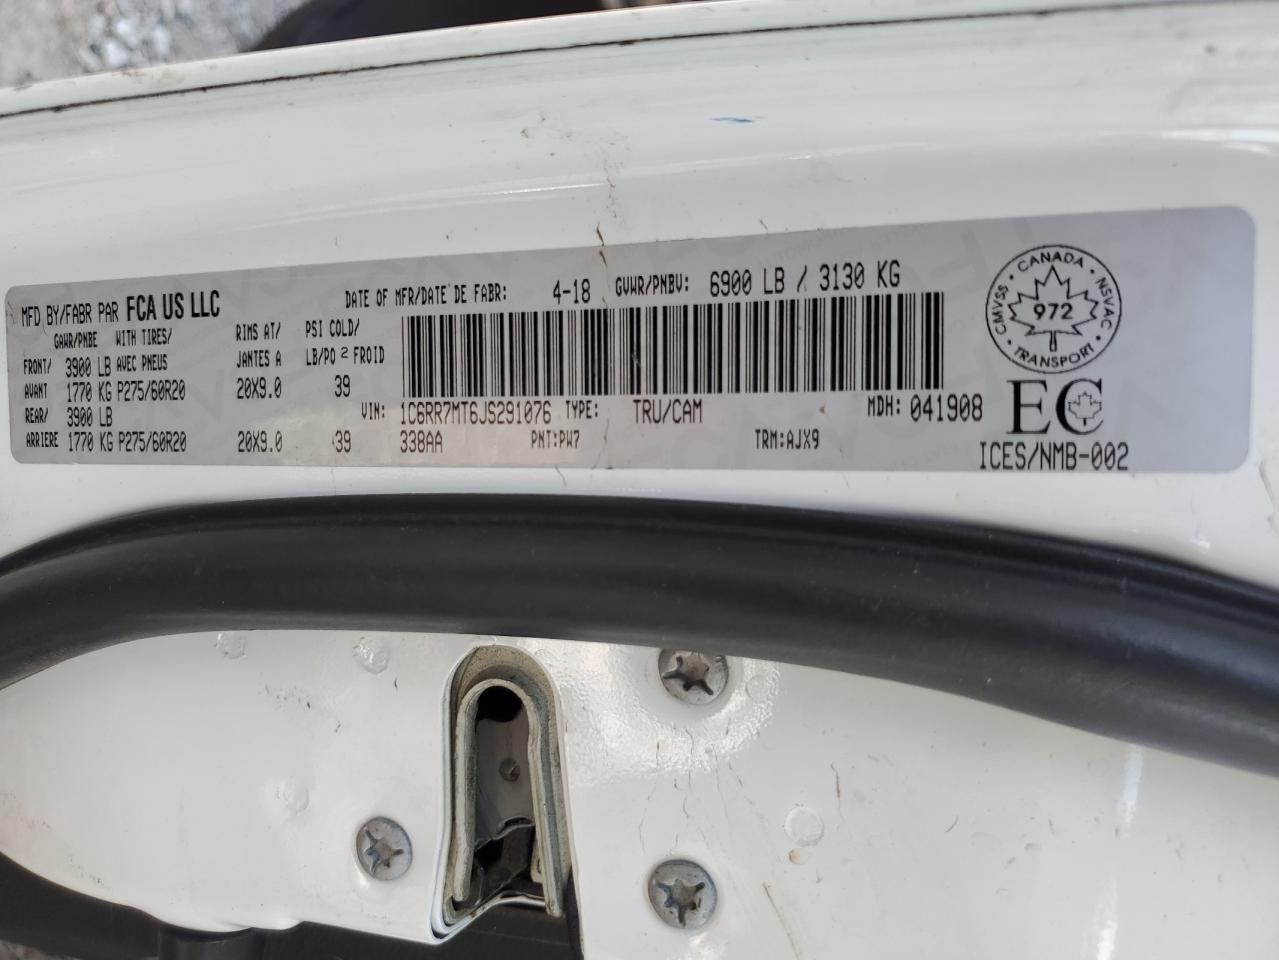 MFD BY/FABR PAR FCA US LLC DATE OF MFR/DATE DE FABR: 4-18 GVWR/PNBV: 6900 LB / 3130 KG
GAWR/PNBE WITH TIRES/ RIMS AT/ PSI COLD/
FRONT/ 3900 LB AVEC PNEUS JANTES A LB/PO 2 FROID
AVANT 1770 KG P275/60R20 20X9.0 39
REAR/ 3900 LB VIN: 1C6RR7MT6JS291076 TYPE: TRU/CAM MDH: 041908
ARRIERE 1770 KG P275/60R20 20X9.0 39 338AA PNT:PW7 TRM:AJX9
CANADA
CMVSS · NSVAC
972
TRANSPORT
EC
ICES/NMB-002